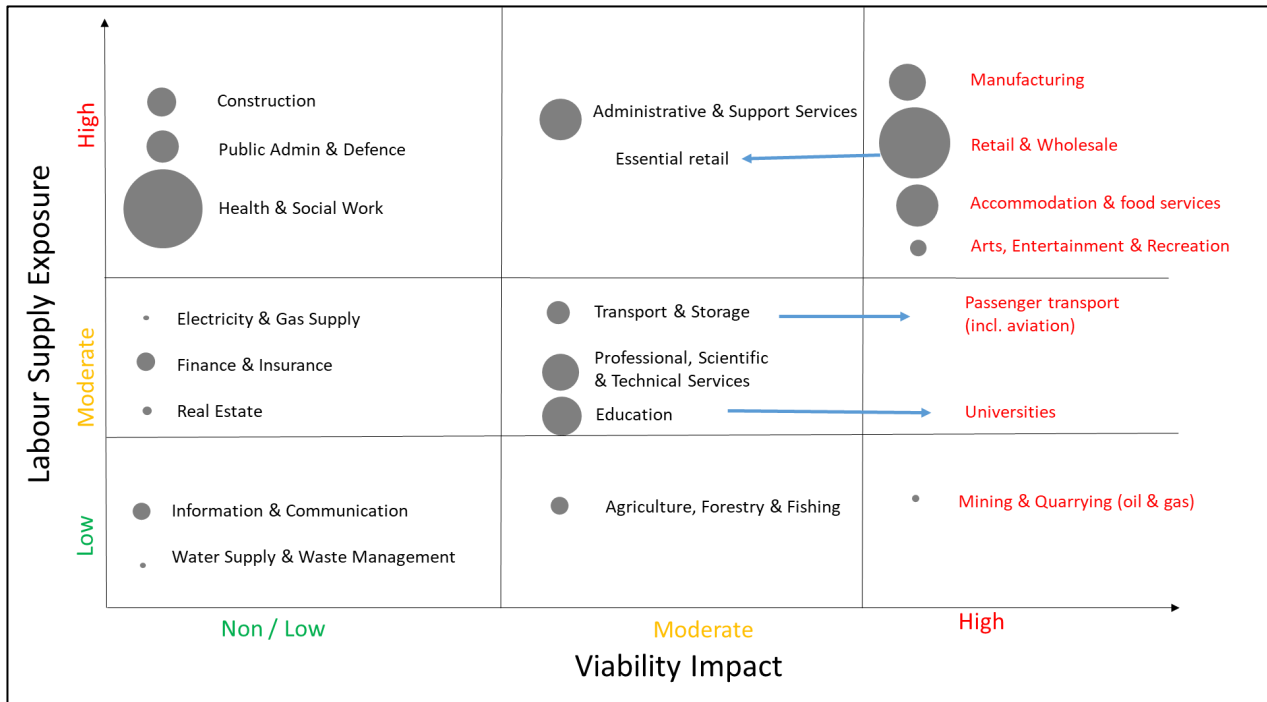 Labour Supply Exposure
High
Construction
Public Admin & Defence
Health & Social Work
Administrative & Support Services
Essential retail
Manufacturing
Retail & Wholesale
Accommodation & food services
Arts, Entertainment & Recreation
Moderate
Electricity & Gas Supply
Finance & Insurance
Real Estate
Transport & Storage
Professional, Scientific
& Technical Services
Education
Passenger transport
(incl. aviation)
Universities
Low
Information & Communication
Water Supply & Waste Management
Agriculture, Forestry & Fishing
Mining & Quarrying (oil & gas)
Non / Low
Moderate
High
Viability Impact